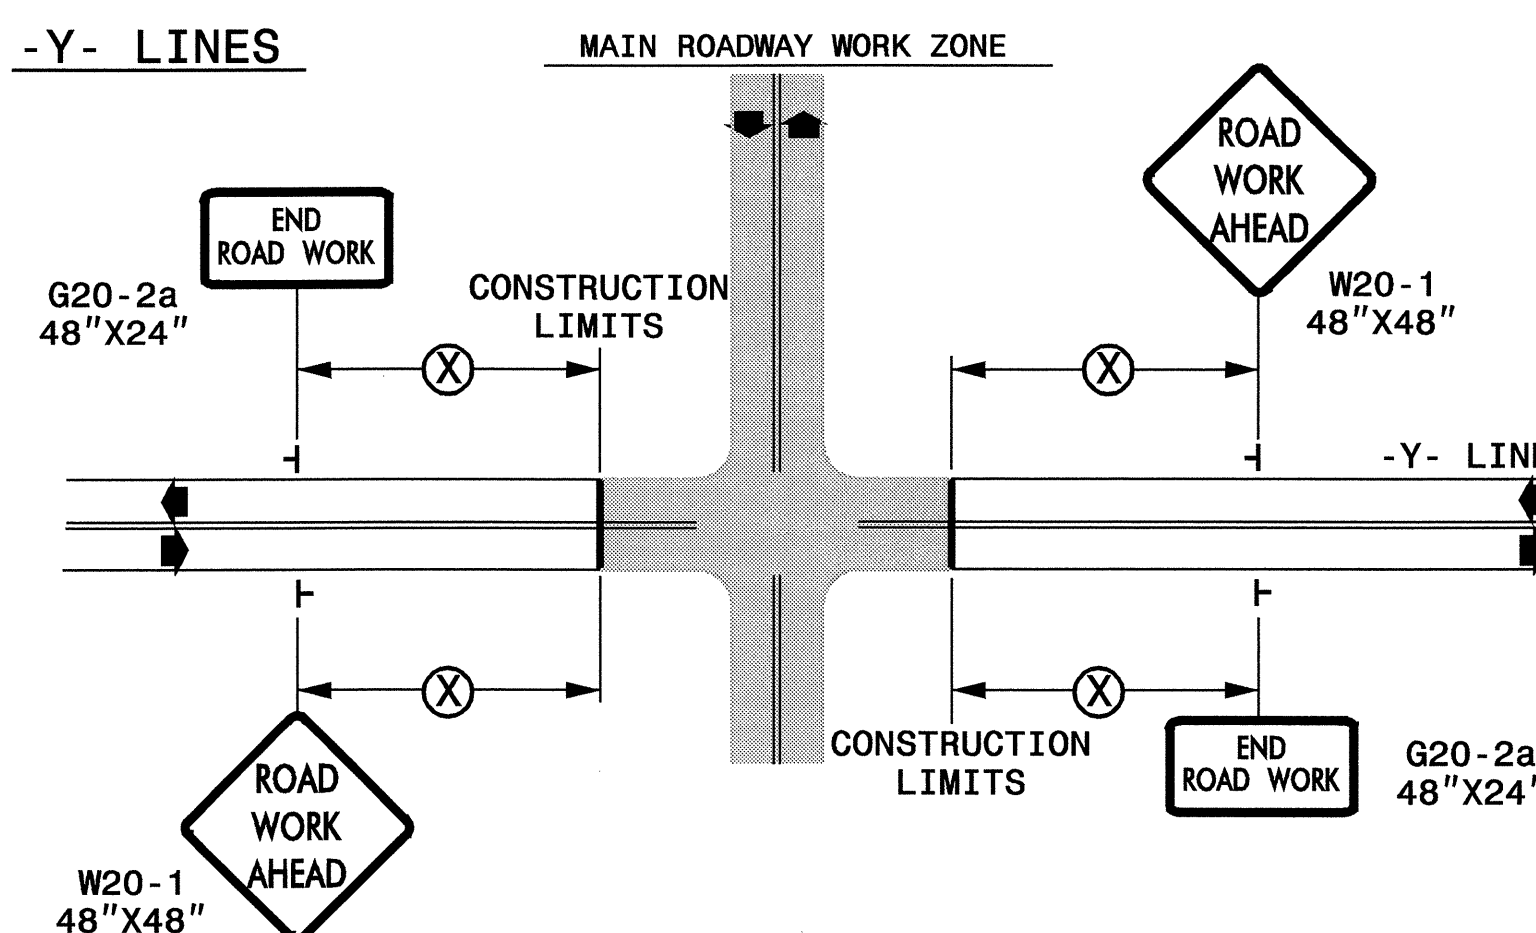 -Y- LINES
MAIN ROADWAY WORK ZONE
ROAD
WORK
AHEAD
END
ROAD WORK
G20-2a
48"X24"
CONSTRUCTION
LIMITS
W20-1
48"X48"
X
X
-Y- LIN
X
X
CONSTRUCTION
LIMITS
END
ROAD WORK
G20-2a
48"X24"
ROAD
WORK
AHEAD
W20-1
48"X48"